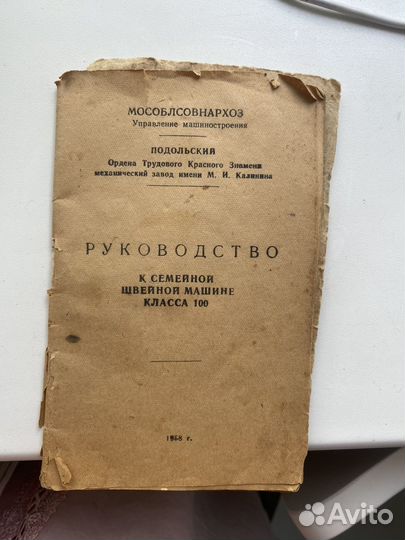 МОСОБЛСОВНАРХОЗ
Управление машиностроения
ПОДОЛЬСКИЙ
Ордена Трудового Красного Знамени
механический завод имени М. И. Калинина
РУКОВОДСТВО
К СЕМЕЙНОЙ
ШВЕЙНОЙ МАШИНЕ
КЛАССА 100
1958 г.
Avito